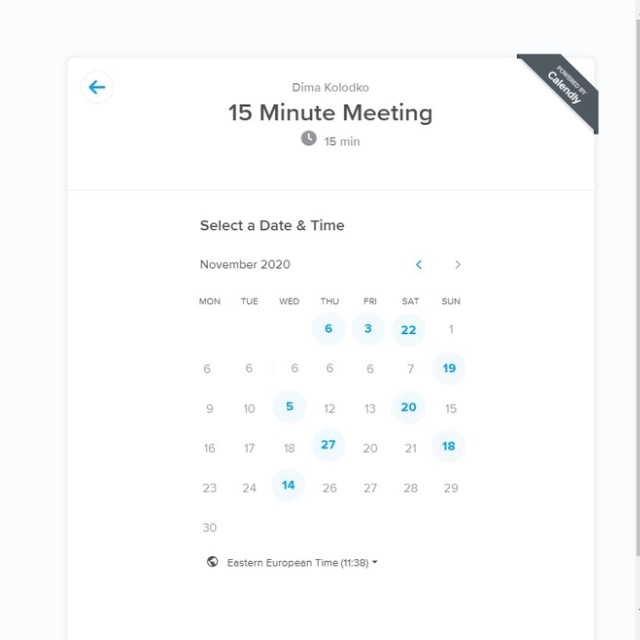 POWERED BY
Calendly
Dima Kolodko
15 Minute Meeting
15 min
Select a Date & Time
November 2020
MON TUE WED THU FRI SAT SUN
6 3 22 1
6 6 6 6 6 7 19
9 10 5 12 13 20 15
16 17 18 27 20 21 18
23 24 14 26 27 28 29
30
Eastern European Time (11:38)